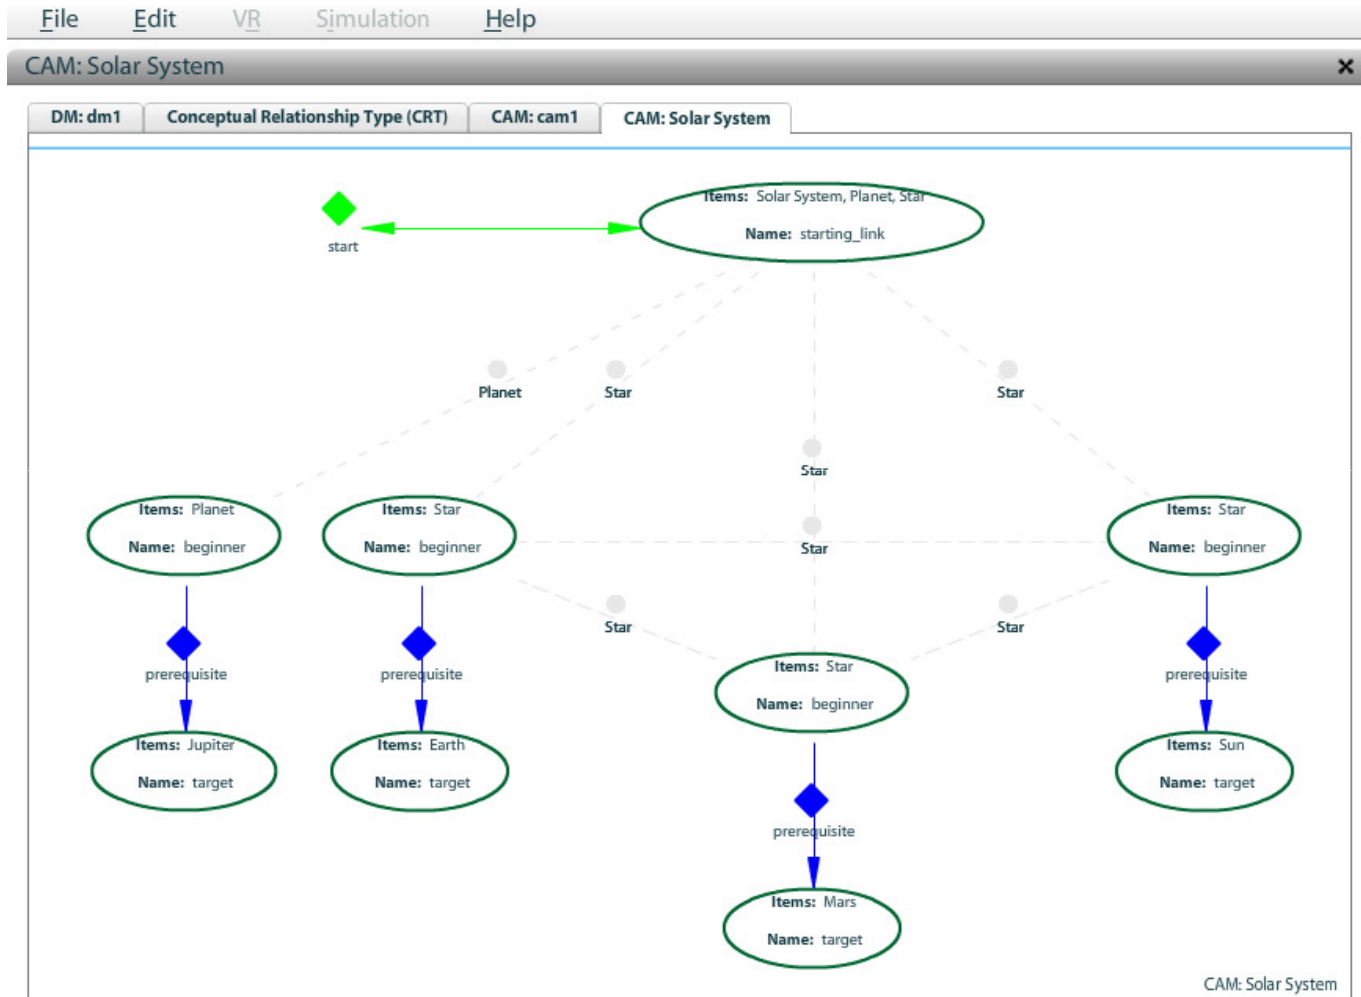 File Edit VR Simulation Help
CAM: Solar System
DM: dm1 Conceptual Relationship Type (CRT) CAM: cam1 CAM: Solar System
Items: Solar System, Planet, Star
Name: starting_link
start
Planet
Star
Star
Star
Star
Items: Planet
Name: beginner
Items: Star
Name: beginner
Items: Star
Name: beginner
Star
Star
Items: Star
Name: beginner
prerequisite
prerequisite
prerequisite
Items: Jupiter
Name: target
Items: Earth
Name: target
Items: Sun
Name: target
prerequisite
Items: Mars
Name: target
CAM: Solar System